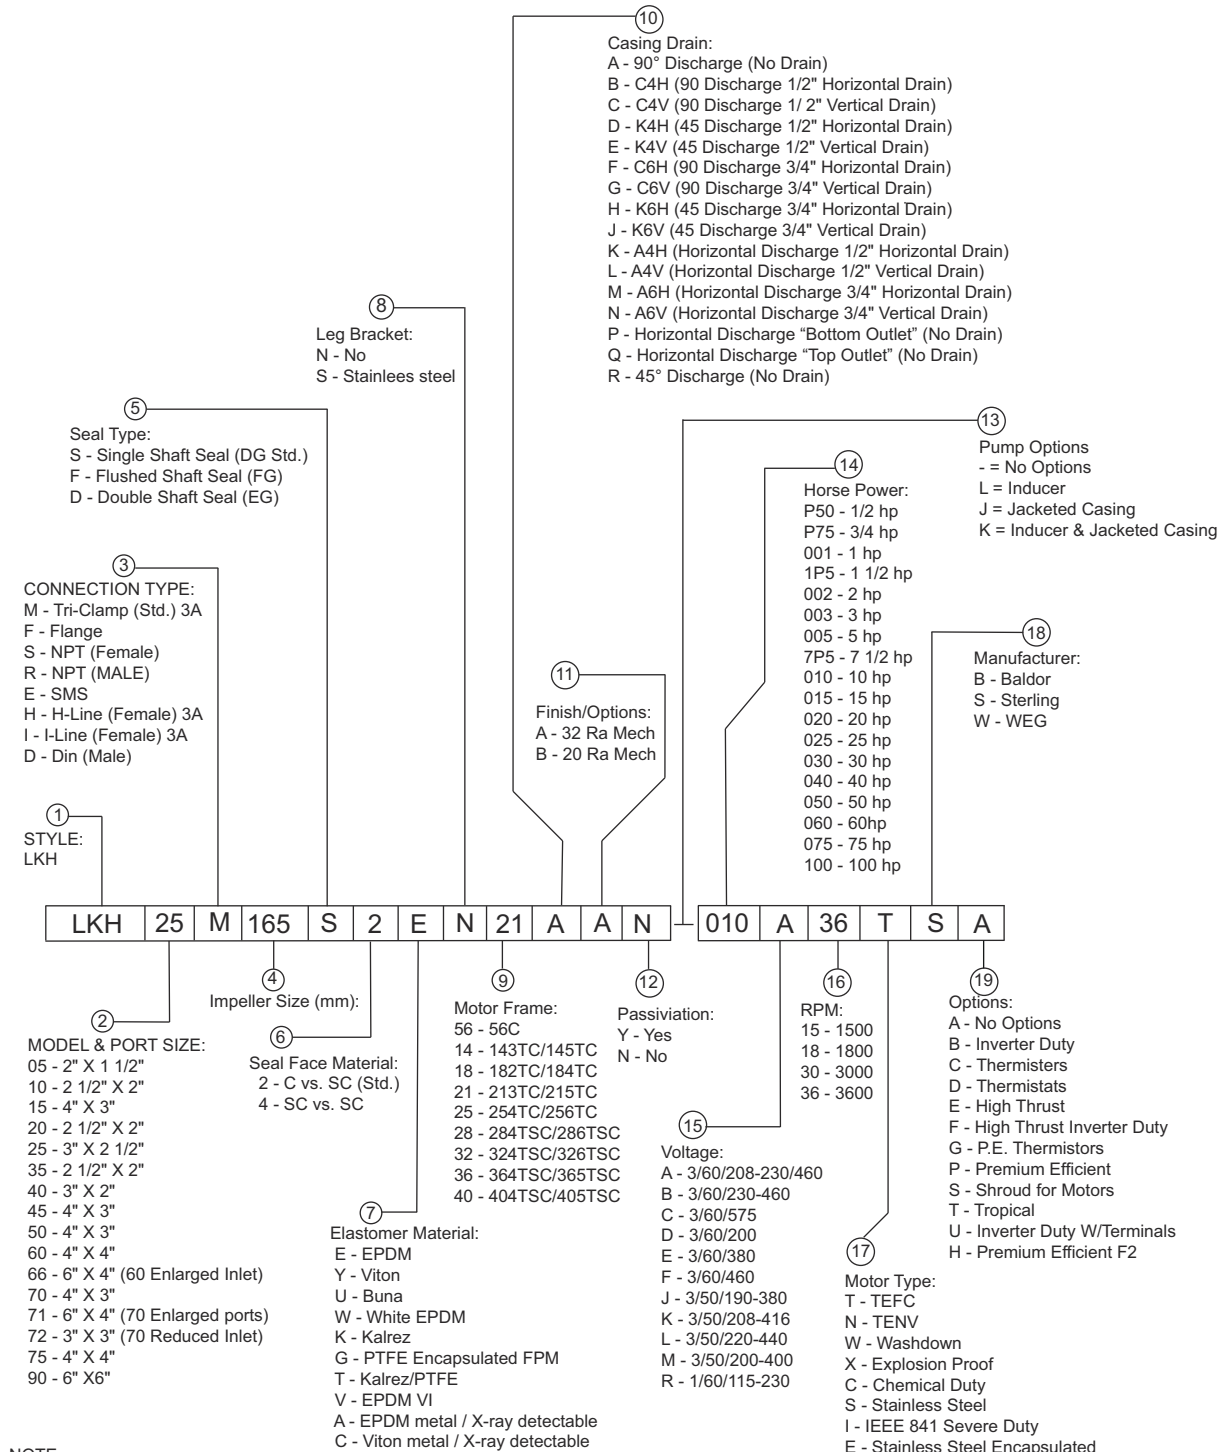 10
Casing Drain:
A - 90° Discharge (No Drain)
B - C4H (90 Discharge 1/2" Horizontal Drain)
C - C4V (90 Discharge 1/ 2" Vertical Drain)
D - K4H (45 Discharge 1/2" Horizontal Drain)
E - K4V (45 Discharge 1/2" Vertical Drain)
F - C6H (90 Discharge 3/4" Horizontal Drain)
G - C6V (90 Discharge 3/4" Vertical Drain)
H - K6H (45 Discharge 3/4" Horizontal Drain)
J - K6V (45 Discharge 3/4" Vertical Drain)
K - A4H (Horizontal Discharge 1/2" Horizontal Drain)
L - A4V (Horizontal Discharge 1/2" Vertical Drain)
M - A6H (Horizontal Discharge 3/4" Horizontal Drain)
N - A6V (Horizontal Discharge 3/4" Vertical Drain)
P - Horizontal Discharge “Bottom Outlet” (No Drain)
Q - Horizontal Discharge “Top Outlet” (No Drain)
R - 45° Discharge (No Drain)
8
Leg Bracket:
N - No
S - Stainlees steel
5
Seal Type:
S - Single Shaft Seal (DG Std.)
F - Flushed Shaft Seal (FG)
D - Double Shaft Seal (EG)
13
Pump Options
- = No Options
L = Inducer
J = Jacketed Casing
K = Inducer & Jacketed Casing
14
Horse Power:
P50 - 1/2 hp
P75 - 3/4 hp
001 - 1 hp
1P5 - 1 1/2 hp
002 - 2 hp
003 - 3 hp
005 - 5 hp
7P5 - 7 1/2 hp
010 - 10 hp
015 - 15 hp
020 - 20 hp
025 - 25 hp
030 - 30 hp
040 - 40 hp
050 - 50 hp
060 - 60hp
075 - 75 hp
100 - 100 hp
3
CONNECTION TYPE:
M - Tri-Clamp (Std.) 3A
F - Flange
S - NPT (Female)
R - NPT (MALE)
E - SMS
H - H-Line (Female) 3A
I - I-Line (Female) 3A
D - Din (Male)
18
Manufacturer:
B - Baldor
S - Sterling
W - WEG
11
Finish/Options:
A - 32 Ra Mech
B - 20 Ra Mech
1
STYLE:
LKH
LKH 25 M 165 S 2 E N 21 A A N - 010 A 36 T S A
2
MODEL & PORT SIZE:
05 - 2" X 1 1/2"
10 - 2 1/2" X 2"
15 - 4" X 3"
20 - 2 1/2" X 2"
25 - 3" X 2 1/2"
35 - 2 1/2" X 2"
40 - 3" X 2"
45 - 4" X 3"
50 - 4" X 3"
60 - 4" X 4"
66 - 6" X 4" (60 Enlarged Inlet)
70 - 4" X 3"
71 - 6" X 4" (70 Enlarged ports)
72 - 3" X 3" (70 Reduced Inlet)
75 - 4" X 4"
90 - 6" X6"
4
Impeller Size (mm):
6
Seal Face Material:
2 - C vs. SC (Std.)
4 - SC vs. SC
7
Elastomer Material:
E - EPDM
Y - Viton
U - Buna
W - White EPDM
K - Kalrez
G - PTFE Encapsulated FPM
T - Kalrez/PTFE
V - EPDM VI
A - EPDM metal / X-ray detectable
C - Viton metal / X-ray detectable
9
Motor Frame:
56 - 56C
14 - 143TC/145TC
18 - 182TC/184TC
21 - 213TC/215TC
25 - 254TC/256TC
28 - 284TSC/286TSC
32 - 324TSC/326TSC
36 - 364TSC/365TSC
40 - 404TSC/405TSC
12
Passiviation:
Y - Yes
N - No
15
Voltage:
A - 3/60/208-230/460
B - 3/60/230-460
C - 3/60/575
D - 3/60/200
E - 3/60/380
F - 3/60/460
J - 3/50/190-380
K - 3/50/208-416
L - 3/50/220-440
M - 3/50/200-400
R - 1/60/115-230
16
RPM:
15 - 1500
18 - 1800
30 - 3000
36 - 3600
17
Motor Type:
T - TEFC
N - TENV
W - Washdown
X - Explosion Proof
C - Chemical Duty
S - Stainless Steel
I - IEEE 841 Severe Duty
E - Stainless Steel Encapsulated
19
Options:
A - No Options
B - Inverter Duty
C - Thermisters
D - Thermistats
E - High Thrust
F - High Thrust Inverter Duty
G - P.E. Thermistors
P - Premium Efficient
S - Shroud for Motors
T - Tropical
U - Inverter Duty W/Terminals
H - Premium Efficient F2
NOTE